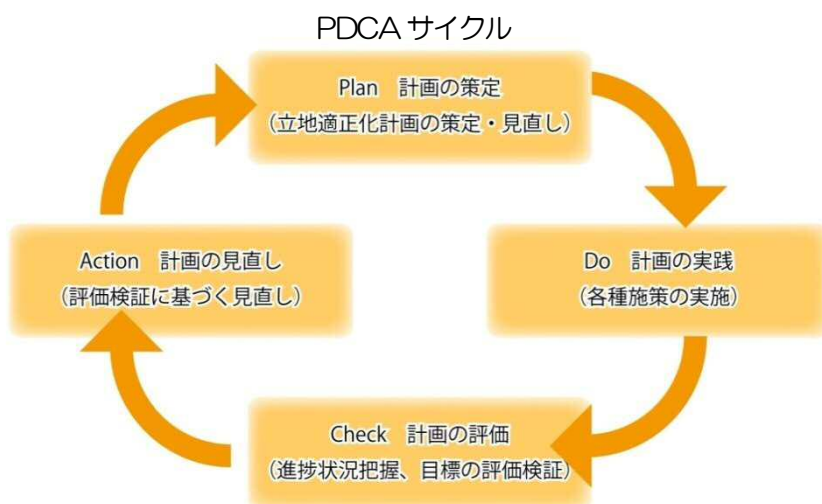 PDCA サイクル
Plan 計画の策定
（立地適正化計画の策定・見直し）
Do 計画の実践
（各種施策の実施）
Check 計画の評価
（進捗状況把握、目標の評価検証）
Action 計画の見直し
（評価検証に基づく見直し）